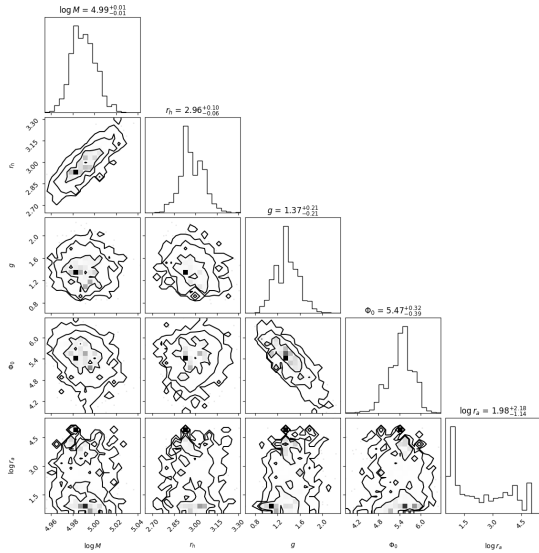 log M = 4.99 +0.01 −0.01
3.30
3.15
3.00
2.85
2.70
r_h
r_h = 2.96 +0.10 −0.06
2.0
1.6
1.2
0.8
g
g = 1.37 +0.21 −0.21
6.0
5.4
4.8
4.2
Φ_0
Φ_0 = 5.47 +0.32 −0.39
4.5
3.0
1.5
log r_a
log r_a = 1.98 +2.18 −1.14
4.96 4.98 5.00 5.02 5.04
log M
2.70 2.85 3.00 3.15 3.30
r_h
0.8 1.2 1.6 2.0
g
4.2 4.8 5.4 6.0
Φ_0
1.5 3.0 4.5
log r_a